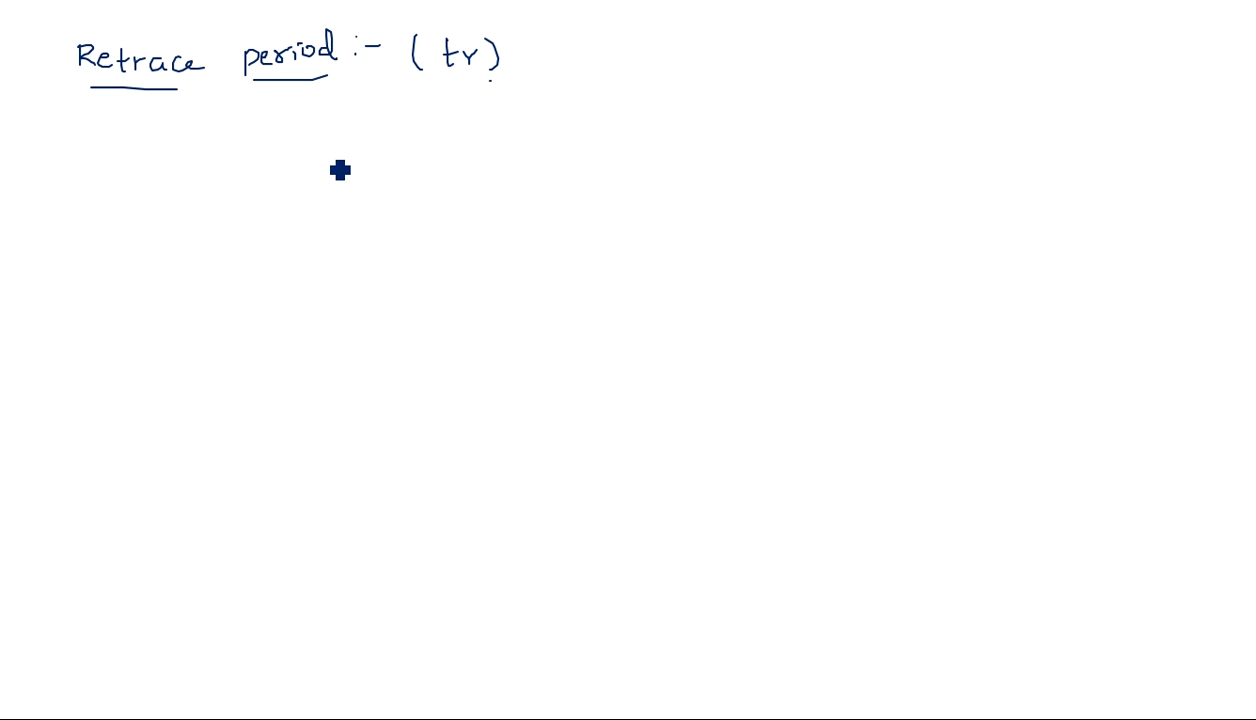 Retrace period :- (tr)